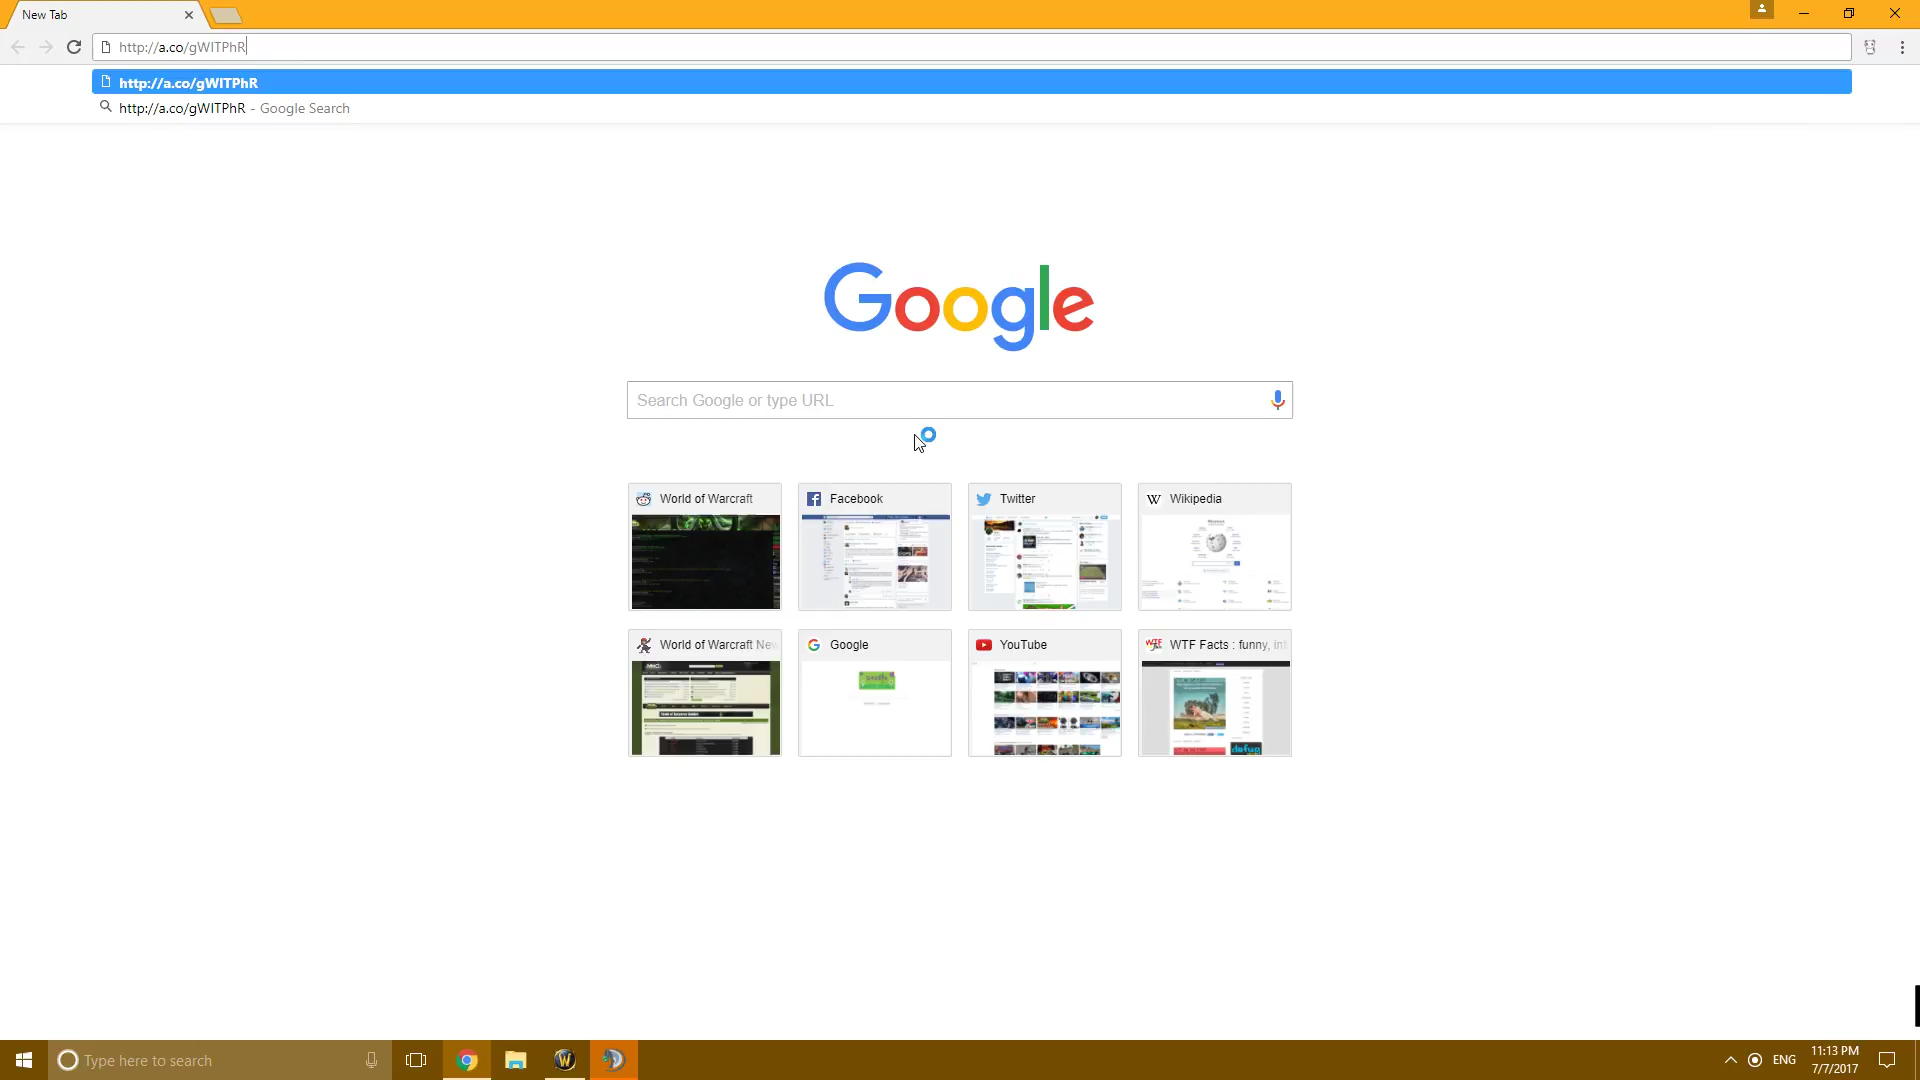 New Tab
http://a.co/gWITPhR
http://a.co/gWITPhR
http://a.co/gWITPhR - Google Search
Google
Search Google or type URL
World of Warcraft
Facebook
Twitter
Wikipedia
World of Warcraft Nev
Google
YouTube
WTF Facts : funny, int
Type here to search
ENG
11:13 PM
7/7/2017